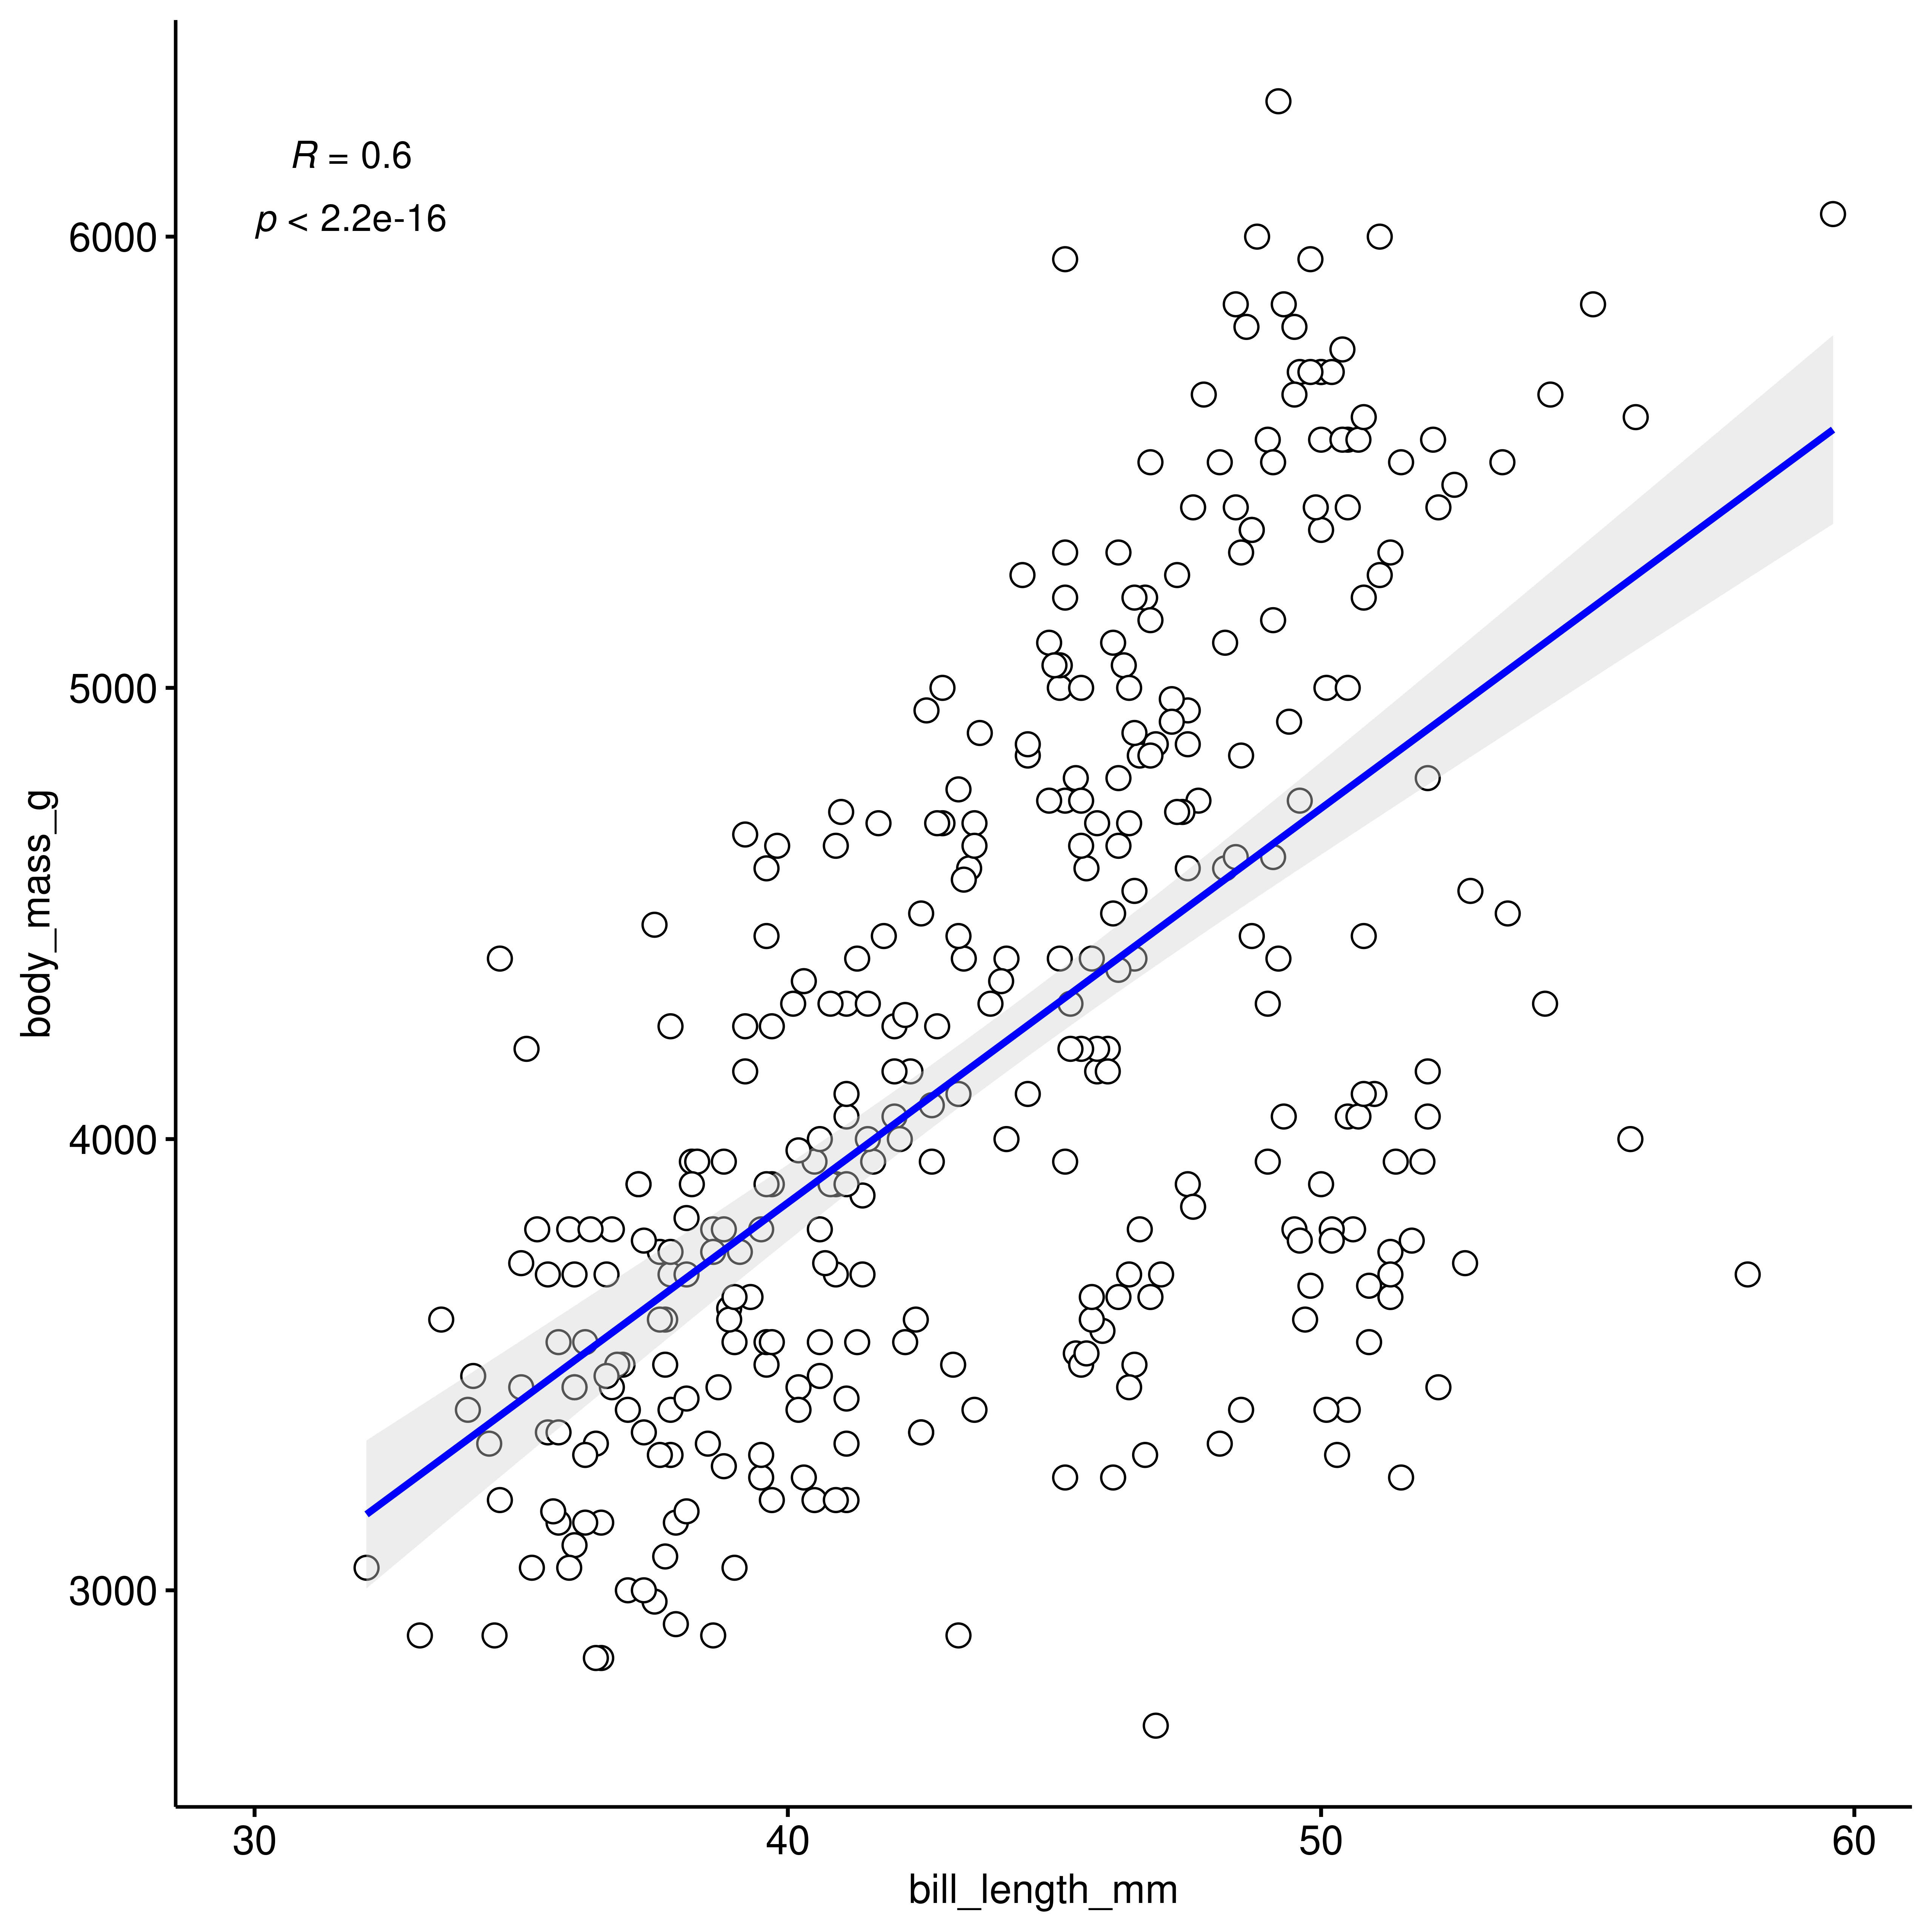 R = 0.6
p < 2.2e-16
6000
5000
4000
3000
body_mass_g
30 40 50 60
bill_length_mm